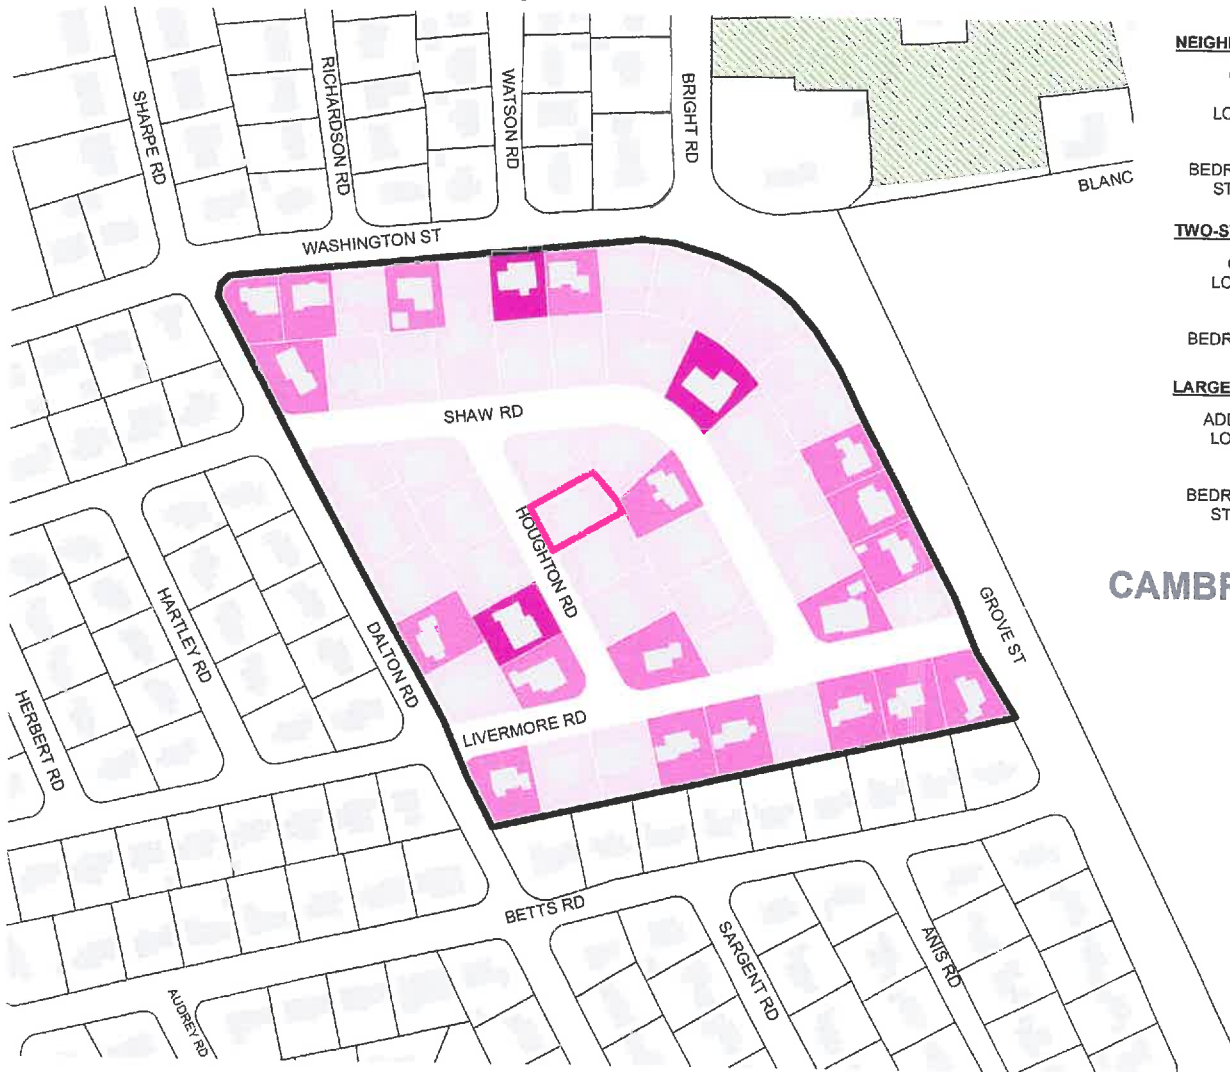 NEIGH
LO
BEDR
ST
TWO-S
LO
BEDR
LARGE
ADD
LO
BEDR
ST
CAMB
SHARPE RD
RICHARDSON RD
WATSON RD
BRIGHT RD
BLANC
WASHINGTON ST
SHAW RD
HOUGHTON RD
HARTLEY RD
DALTON RD
GROVE ST
HERBERT RD
LIVERMORE RD
BETTS RD
SARGENT RD
ANIS RD
AUDREY RD